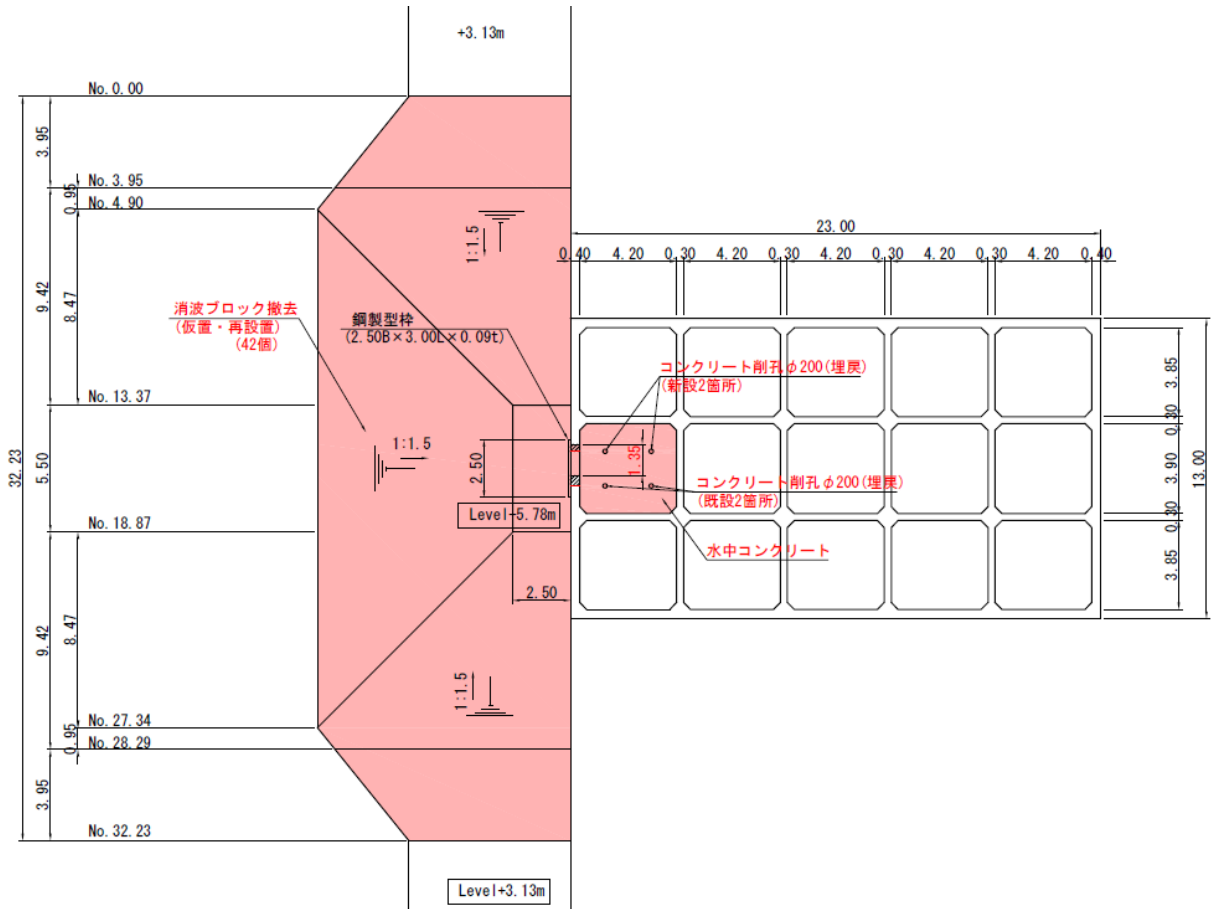 +3.13m
No.0.00
3.95
No.3.95
0.95
No.4.90
1:1.5
23.00
0.40
4.20
0.30
4.20
0.30
4.20
0.30
4.20
0.30
4.20
0.40
9.42
8.47
消波ブロック撤去
(仮置・再設置)
(42個)
鋼製型枠
(2.50B×3.00L×0.09t)
コンクリート削孔φ200(埋戻)
(新設2箇所)
3.85
No.13.37
0.30
32.23
5.50
1:1.5
2.50
1.35
3.90
13.00
コンクリート削孔φ200(埋戻)
(既設2箇所)
Level-5.78m
No.18.87
0.30
水中コンクリート
3.85
2.50
9.42
8.47
1:1.5
No.27.34
0.95
No.28.29
3.95
No.32.23
Level+3.13m